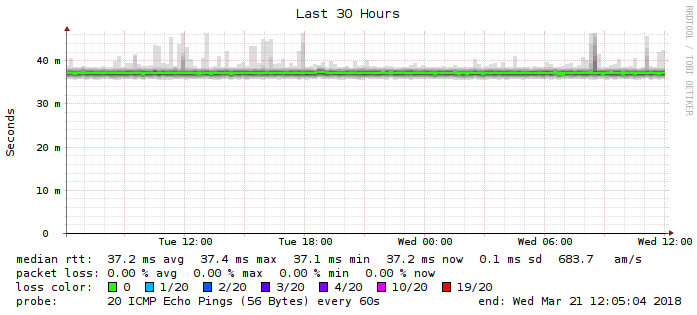 Last 30 Hours
RRDTOOL / TOBI OETIKER
Seconds
40 m
30 m
20 m
10 m
0
Tue 12:00 Tue 18:00 Wed 00:00 Wed 06:00 Wed 12:00
median rtt: 37.2 ms avg 37.4 ms max 37.1 ms min 37.2 ms now 0.1 ms sd 683.7 am/s
packet loss: 0.00 % avg 0.00 % max 0.00 % min 0.00 % now
loss color: 0 1/20 2/20 3/20 4/20 10/20 19/20
probe: 20 ICMP Echo Pings (56 Bytes) every 60s end: Wed Mar 21 12:05:04 2018